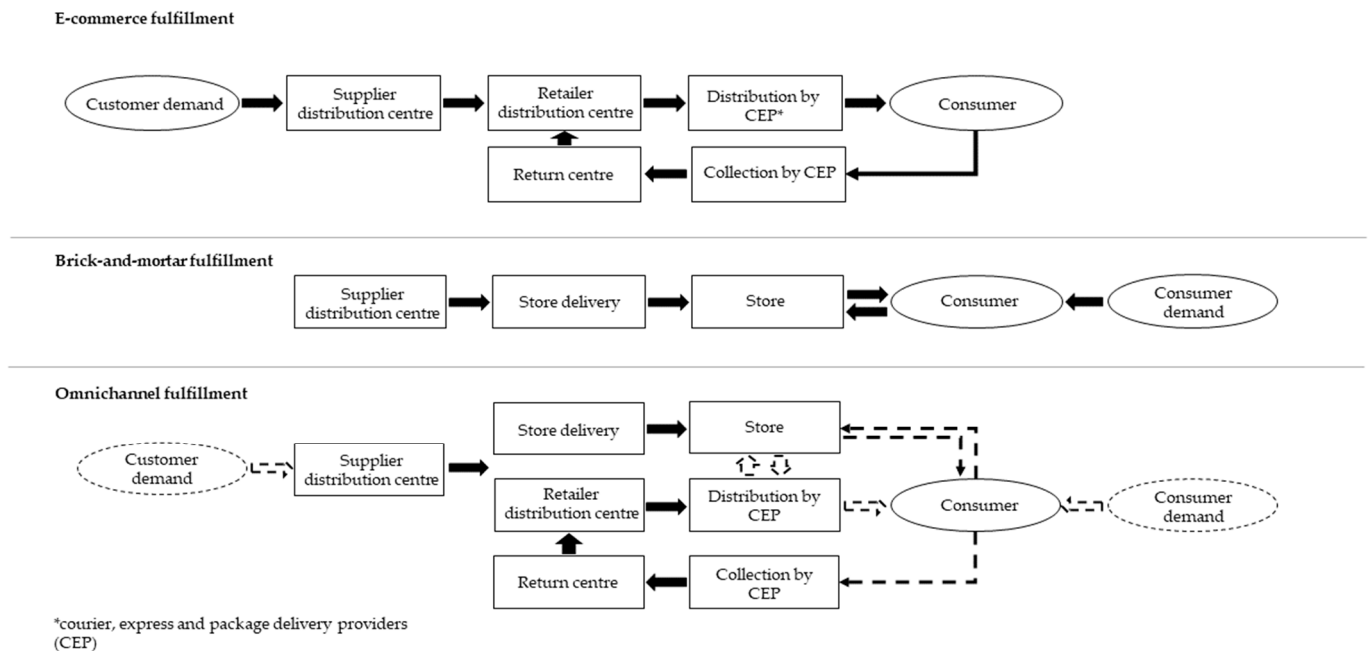 E-commerce fulfillment
Customer demand
Supplier
distribution centre
Retailer
distribution centre
Distribution by
CEP*
Consumer
Return centre
Collection by CEP
Brick-and-mortar fulfillment
Supplier
distribution centre
Store delivery
Store
Consumer
Consumer
demand
Omnichannel fulfillment
Store delivery
Store
Customer
demand
Supplier
distribution centre
Retailer
distribution centre
Distribution by
CEP
Consumer
Consumer
demand
Return centre
Collection by
CEP
*courier, express and package delivery providers
(CEP)